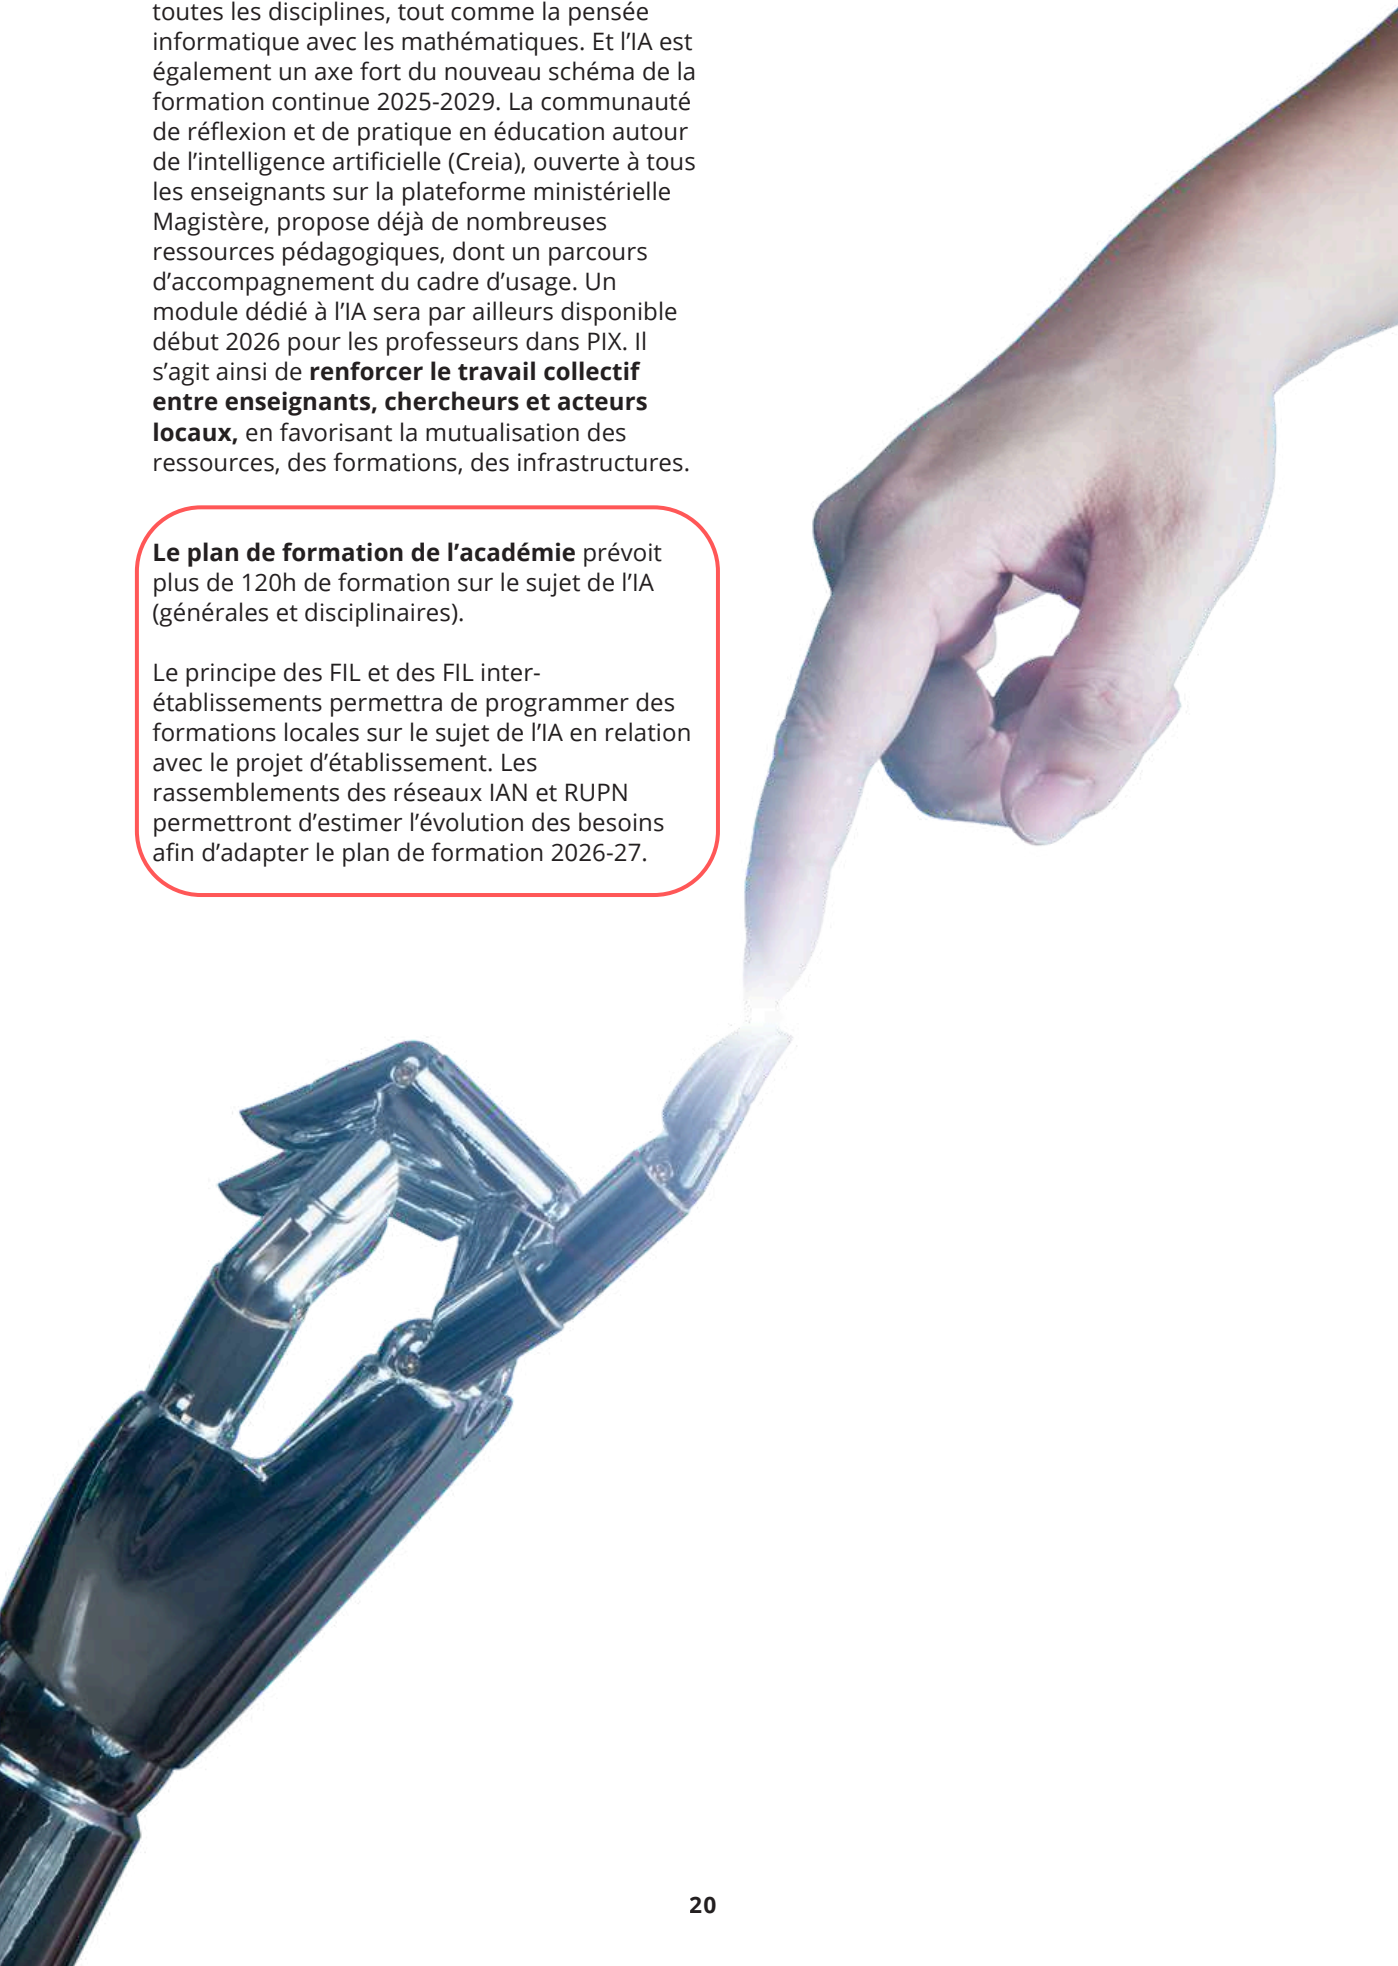 toutes les disciplines, tout comme la pensée
informatique avec les mathématiques. Et l’IA est
également un axe fort du nouveau schéma de la
formation continue 2025-2029. La communauté
de réflexion et de pratique en éducation autour
de l’intelligence artificielle (Creia), ouverte à tous
les enseignants sur la plateforme ministérielle
Magistère, propose déjà de nombreuses
ressources pédagogiques, dont un parcours
d’accompagnement du cadre d’usage. Un
module dédié à l’IA sera par ailleurs disponible
début 2026 pour les professeurs dans PIX. Il
s’agit ainsi de renforcer le travail collectif
entre enseignants, chercheurs et acteurs
locaux, en favorisant la mutualisation des
ressources, des formations, des infrastructures.
Le plan de formation de l’académie prévoit
plus de 120h de formation sur le sujet de l’IA
(générales et disciplinaires).
Le principe des FIL et des FIL inter-
établissements permettra de programmer des
formations locales sur le sujet de l’IA en relation
avec le projet d’établissement. Les
rassemblements des réseaux IAN et RUPN
permettront d’estimer l’évolution des besoins
afin d’adapter le plan de formation 2026-27.
20